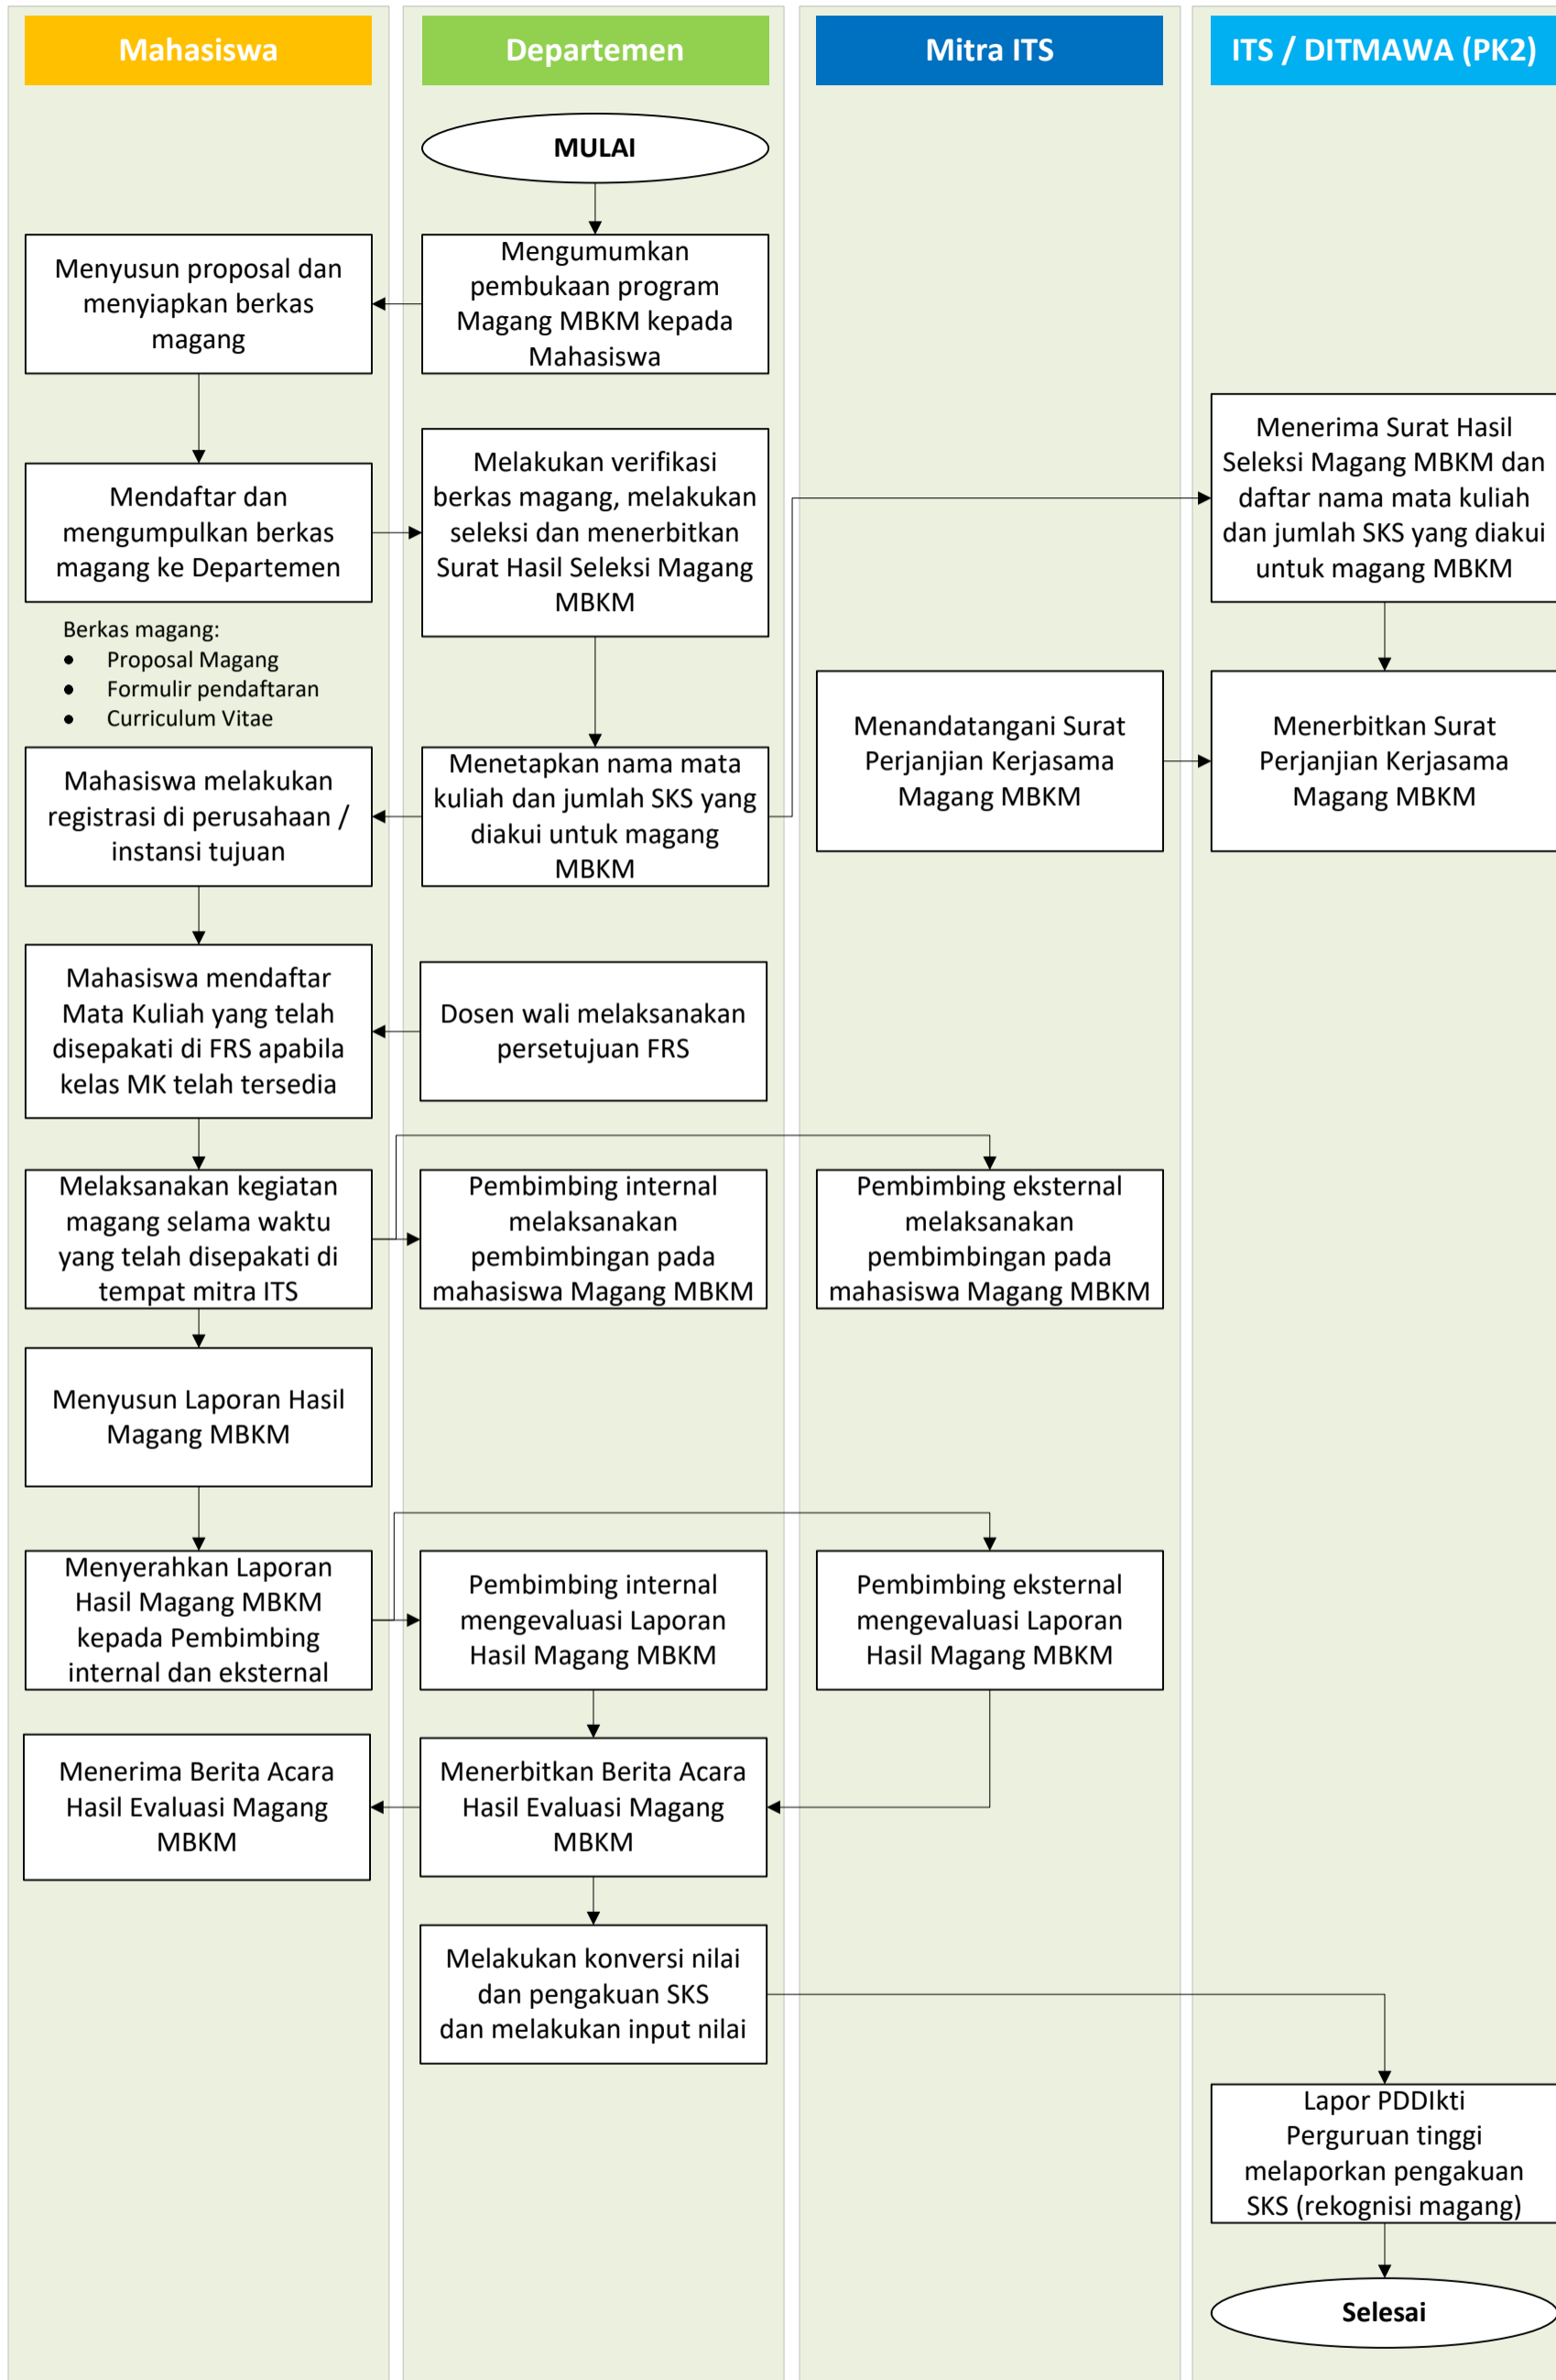 Mahasiswa
Departemen
Mitra ITS
ITS / DITMAWA (PK2)
MULAI
Menyusun proposal dan
menyiapkan berkas
magang
Mengumumkan
pembukaan program
Magang MBKM kepada
Mahasiswa
Mendaftar dan
mengumpulkan berkas
magang ke Departemen
Melakukan verifikasi
berkas magang, melakukan
seleksi dan menerbitkan
Surat Hasil Seleksi Magang
MBKM
Menerima Surat Hasil
Seleksi Magang MBKM dan
daftar nama mata kuliah
dan jumlah SKS yang diakui
untuk magang MBKM
Berkas magang:
• Proposal Magang
• Formulir pendaftaran
• Curriculum Vitae
Mahasiswa melakukan
registrasi di perusahaan /
instansi tujuan
Menetapkan nama mata
kuliah dan jumlah SKS yang
diakui untuk magang
MBKM
Menandatangani Surat
Perjanjian Kerjasama
Magang MBKM
Menerbitkan Surat
Perjanjian Kerjasama
Magang MBKM
Mahasiswa mendaftar
Mata Kuliah yang telah
disepakati di FRS apabila
kelas MK telah tersedia
Dosen wali melaksanakan
persetujuan FRS
Melaksanakan kegiatan
magang selama waktu
yang telah disepakati di
tempat mitra ITS
Pembimbing internal
melaksanakan
pembimbingan pada
mahasiswa Magang MBKM
Pembimbing eksternal
melaksanakan
pembimbingan pada
mahasiswa Magang MBKM
Menyusun Laporan Hasil
Magang MBKM
Menyerahkan Laporan
Hasil Magang MBKM
kepada Pembimbing
internal dan eksternal
Pembimbing internal
mengevaluasi Laporan
Hasil Magang MBKM
Pembimbing eksternal
mengevaluasi Laporan
Hasil Magang MBKM
Menerima Berita Acara
Hasil Evaluasi Magang
MBKM
Menerbitkan Berita Acara
Hasil Evaluasi Magang
MBKM
Melakukan konversi nilai
dan pengakuan SKS
dan melakukan input nilai
Lapor PDDIkti
Perguruan tinggi
melaporkan pengakuan
SKS (rekognisi magang)
Selesai